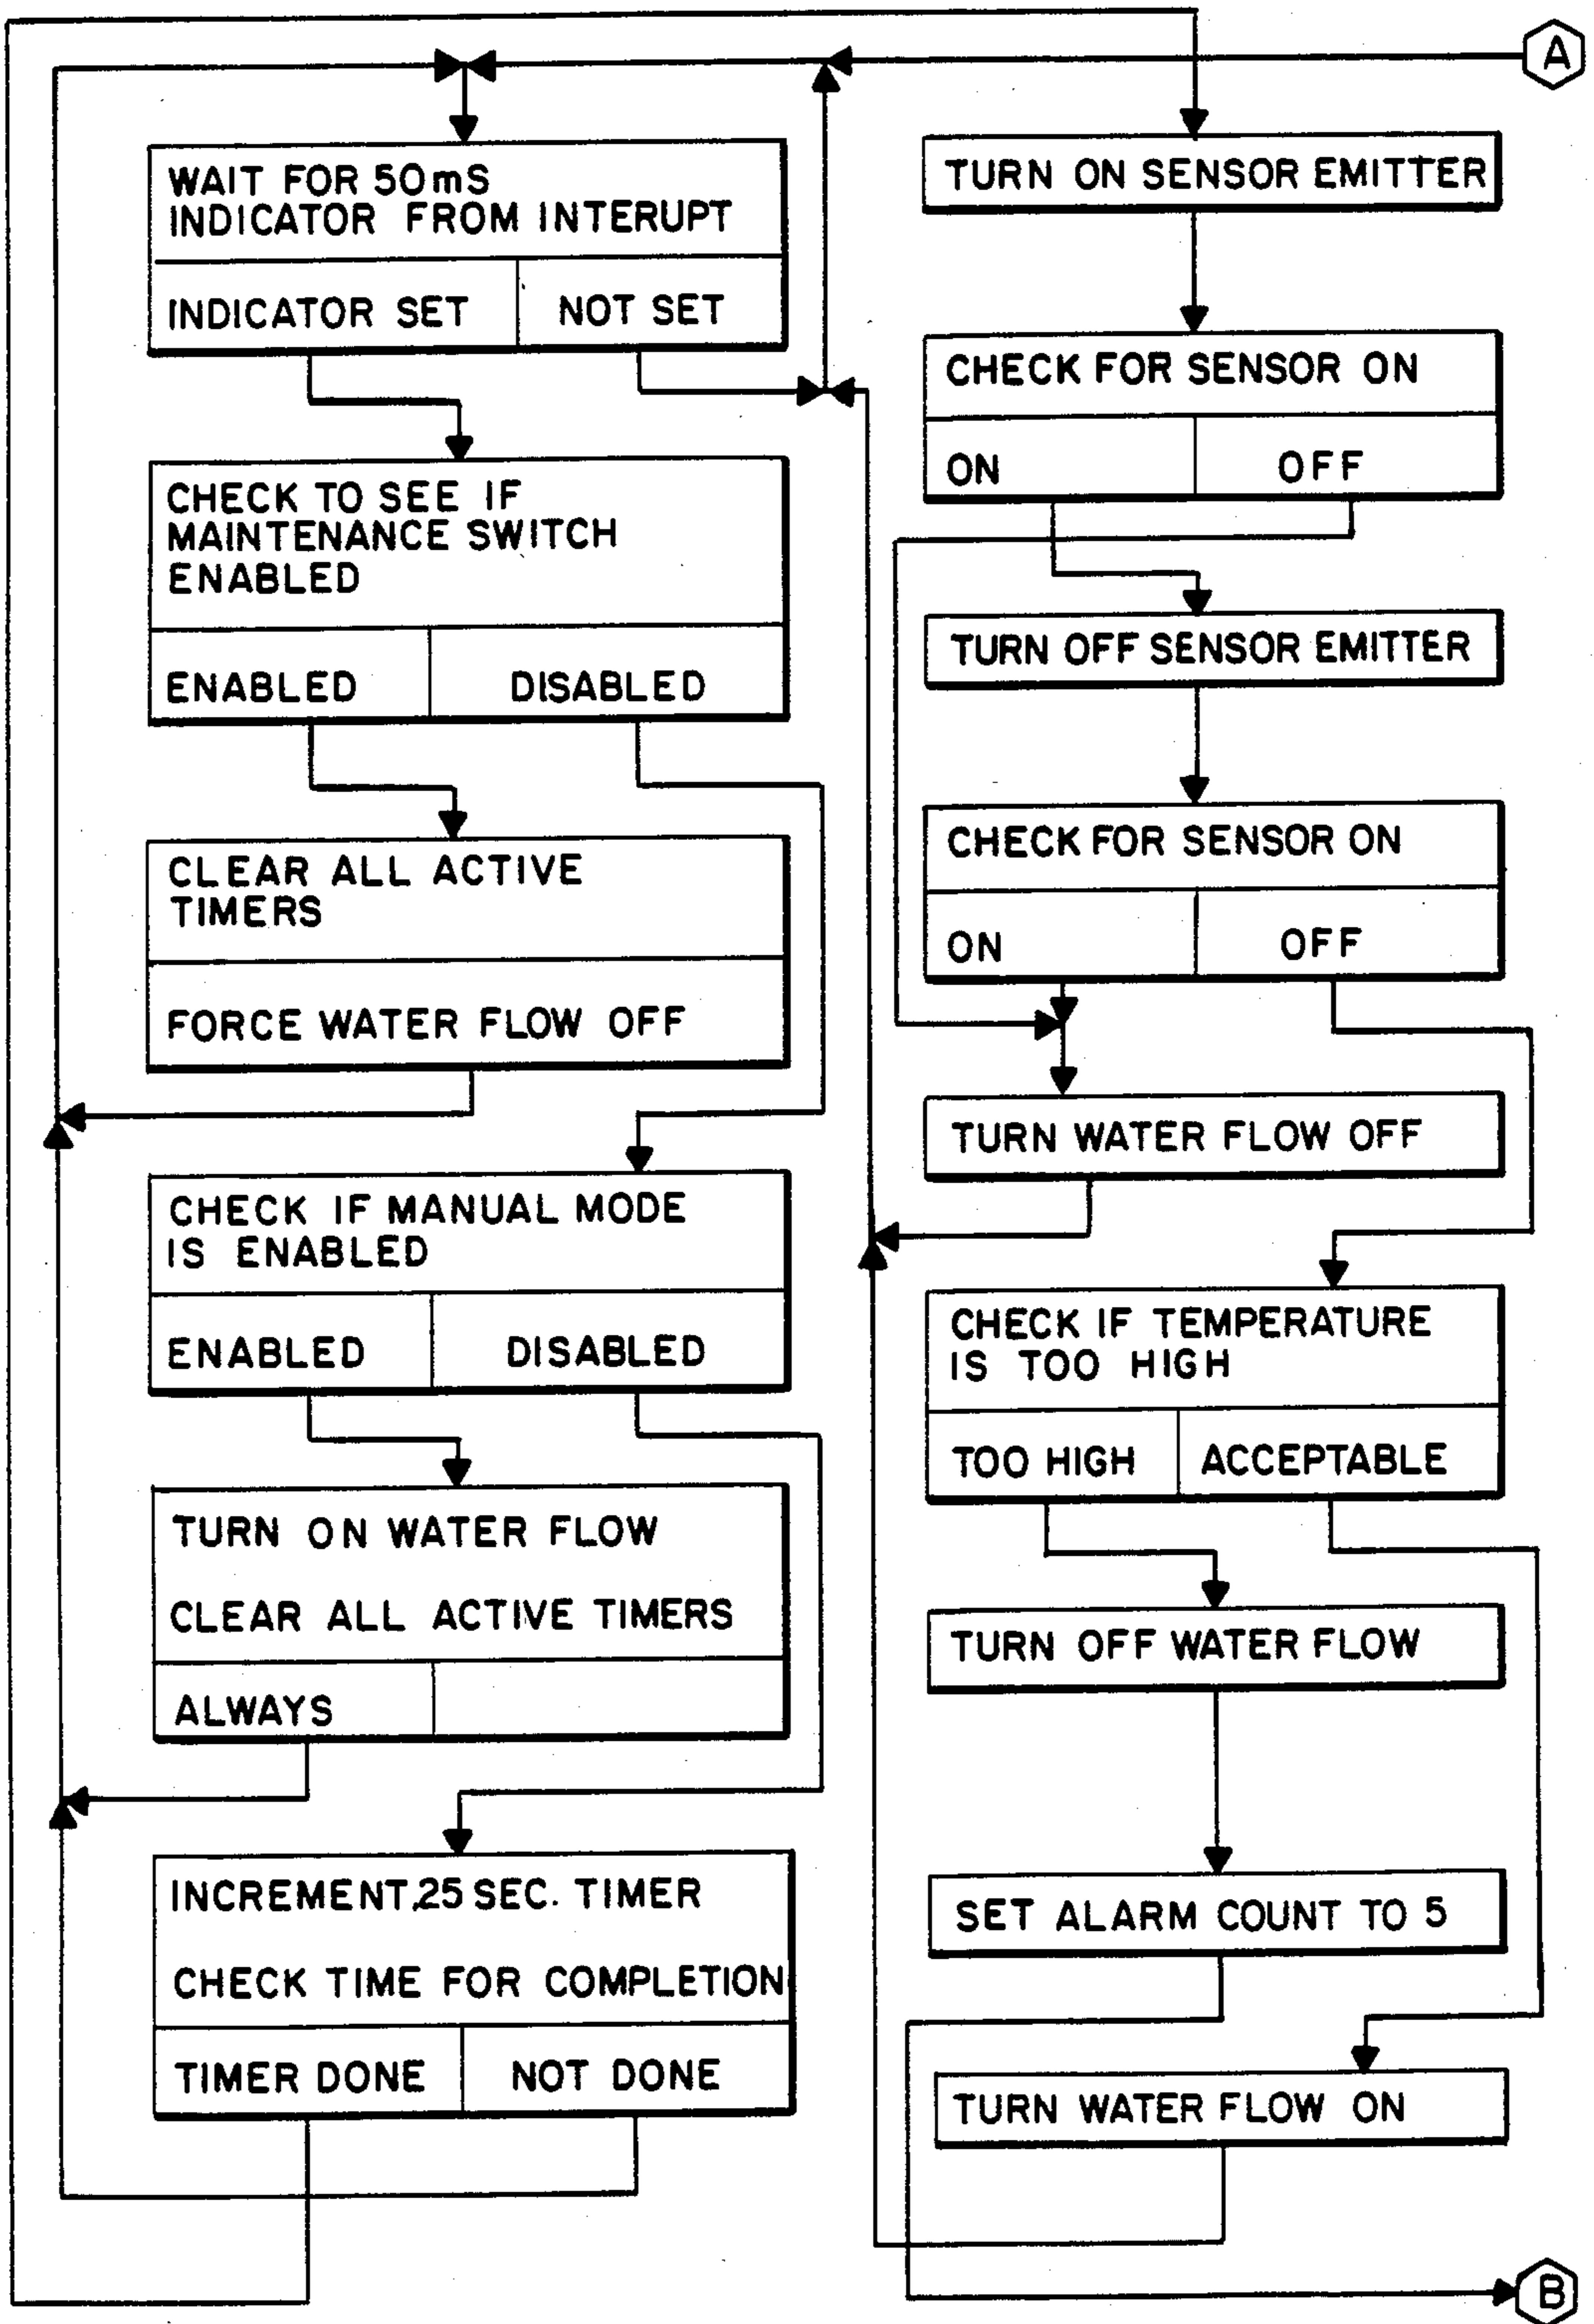 A
WAIT FOR 50mS
INDICATOR FROM INTERUPT
INDICATOR SET
NOT SET
CHECK TO SEE IF
MAINTENANCE SWITCH
ENABLED
ENABLED
DISABLED
CLEAR ALL ACTIVE
TIMERS
FORCE WATER FLOW OFF
CHECK IF MANUAL MODE
IS ENABLED
ENABLED
DISABLED
TURN ON WATER FLOW
CLEAR ALL ACTIVE TIMERS
ALWAYS
INCREMENT .25 SEC. TIMER
CHECK TIME FOR COMPLETION
TIMER DONE
NOT DONE
TURN ON SENSOR EMITTER
CHECK FOR SENSOR ON
ON
OFF
TURN OFF SENSOR EMITTER
CHECK FOR SENSOR ON
ON
OFF
TURN WATER FLOW OFF
CHECK IF TEMPERATURE
IS TOO HIGH
TOO HIGH
ACCEPTABLE
TURN OFF WATER FLOW
SET ALARM COUNT TO 5
TURN WATER FLOW ON
B